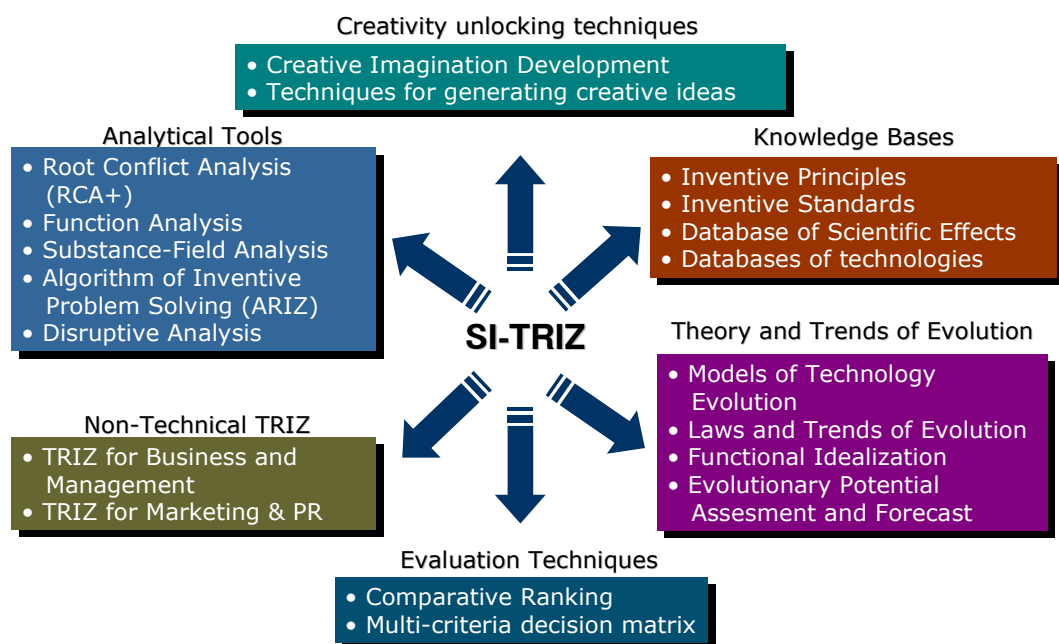 Creativity unlocking techniques
• Creative Imagination Development
• Techniques for generating creative ideas
Analytical Tools
• Root Conflict Analysis
(RCA+)
• Function Analysis
• Substance-Field Analysis
• Algorithm of Inventive
Problem Solving (ARIZ)
• Disruptive Analysis
Knowledge Bases
• Inventive Principles
• Inventive Standards
• Database of Scientific Effects
• Databases of technologies
SI-TRIZ
Theory and Trends of Evolution
• Models of Technology
Evolution
• Laws and Trends of Evolution
• Functional Idealization
• Evolutionary Potential
Assesment and Forecast
Non-Technical TRIZ
• TRIZ for Business and
Management
• TRIZ for Marketing & PR
Evaluation Techniques
• Comparative Ranking
• Multi-criteria decision matrix